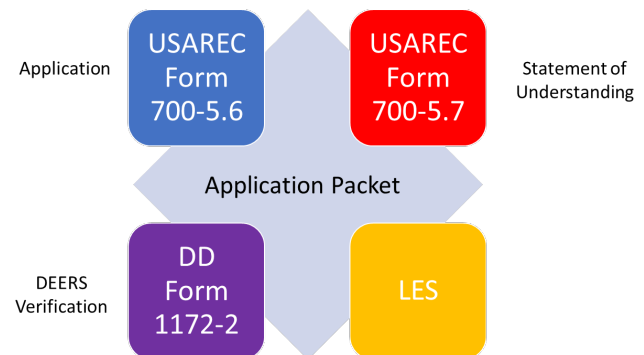 Application
USAREC
Form
700-5.6
USAREC
Form
700-5.7
Statement of
Understanding
Application Packet
DEERS
Verification
DD
Form
1172-2
LES